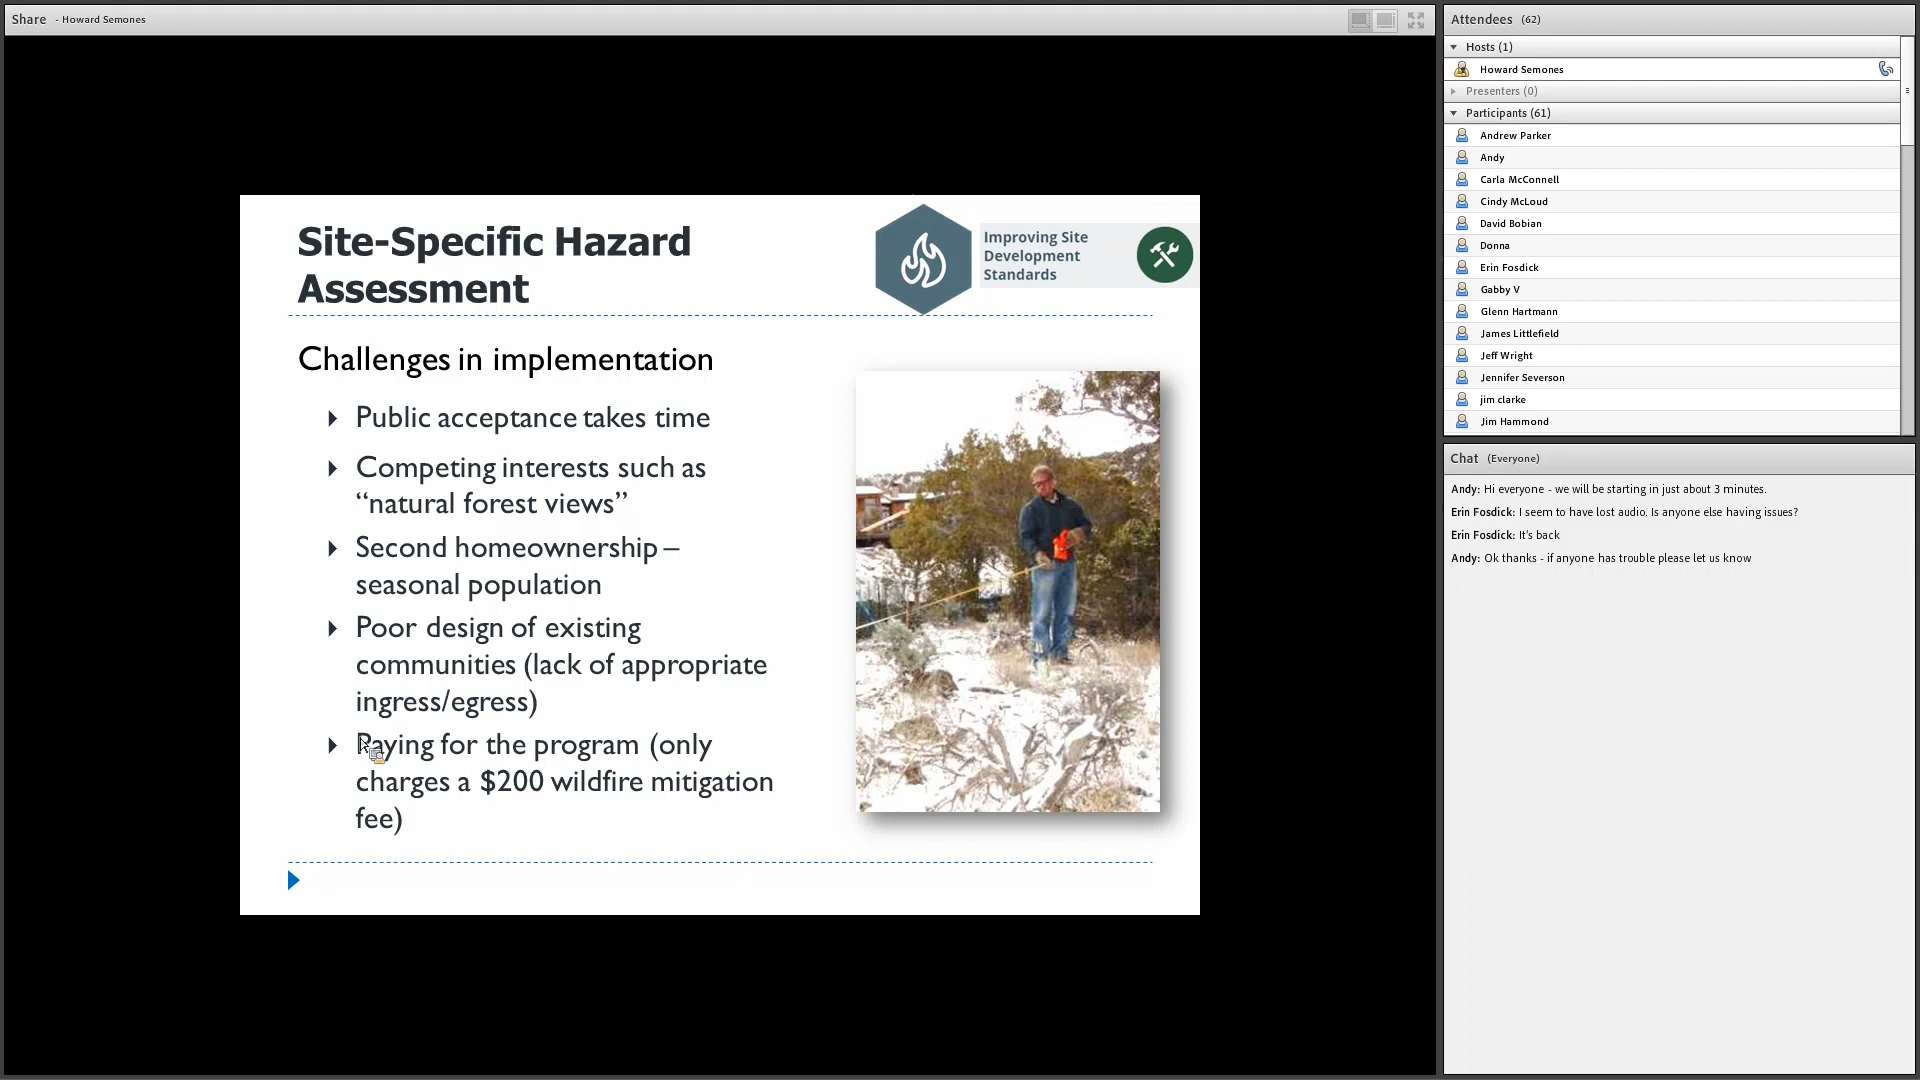 Share - Howard Semones
Site-Specific Hazard
Assessment
Improving Site
Development
Standards
Challenges in implementation
Public acceptance takes time
Competing interests such as
“natural forest views”
Second homeownership –
seasonal population
Poor design of existing
communities (lack of appropriate
ingress/egress)
Paying for the program (only
charges a $200 wildfire mitigation
fee)
Attendees (62)
Hosts (1)
Howard Semones
Presenters (0)
Participants (61)
Andrew Parker
Andy
Carla McConnell
Cindy McLoud
David Bobian
Donna
Erin Fosdick
Gabby V
Glenn Hartmann
James Littlefield
Jeff Wright
Jennifer Severson
jim clarke
Jim Hammond
Chat (Everyone)
Andy: Hi everyone - we will be starting in just about 3 minutes.
Erin Fosdick: I seem to have lost audio. Is anyone else having issues?
Erin Fosdick: It's back
Andy: Ok thanks - if anyone has trouble please let us know